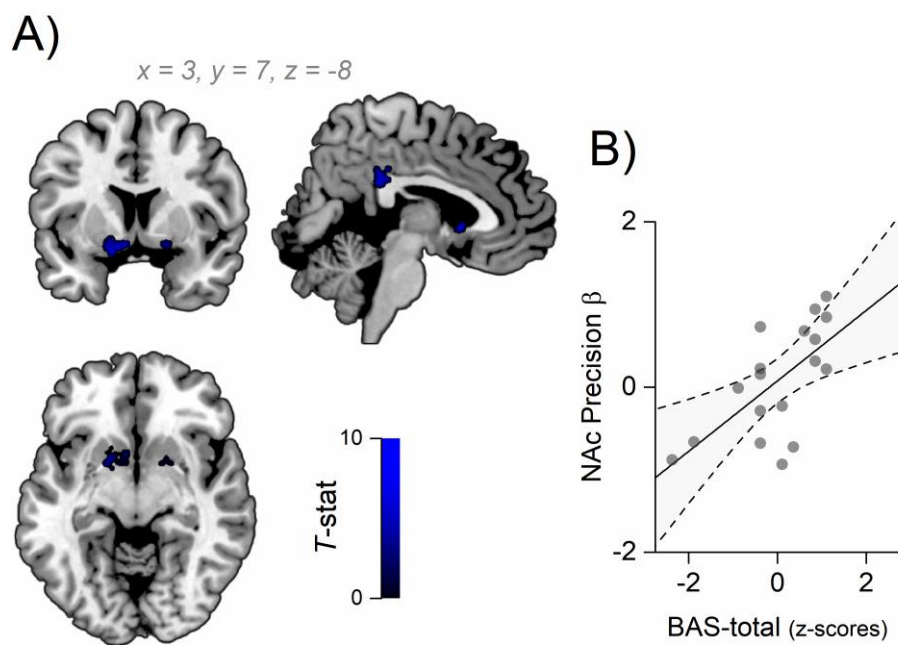 A)
x = 3, y = 7, z = -8
B)
10
T-stat
0
NAc Precision β
2
0
-2
-2 0 2
BAS-total (z-scores)